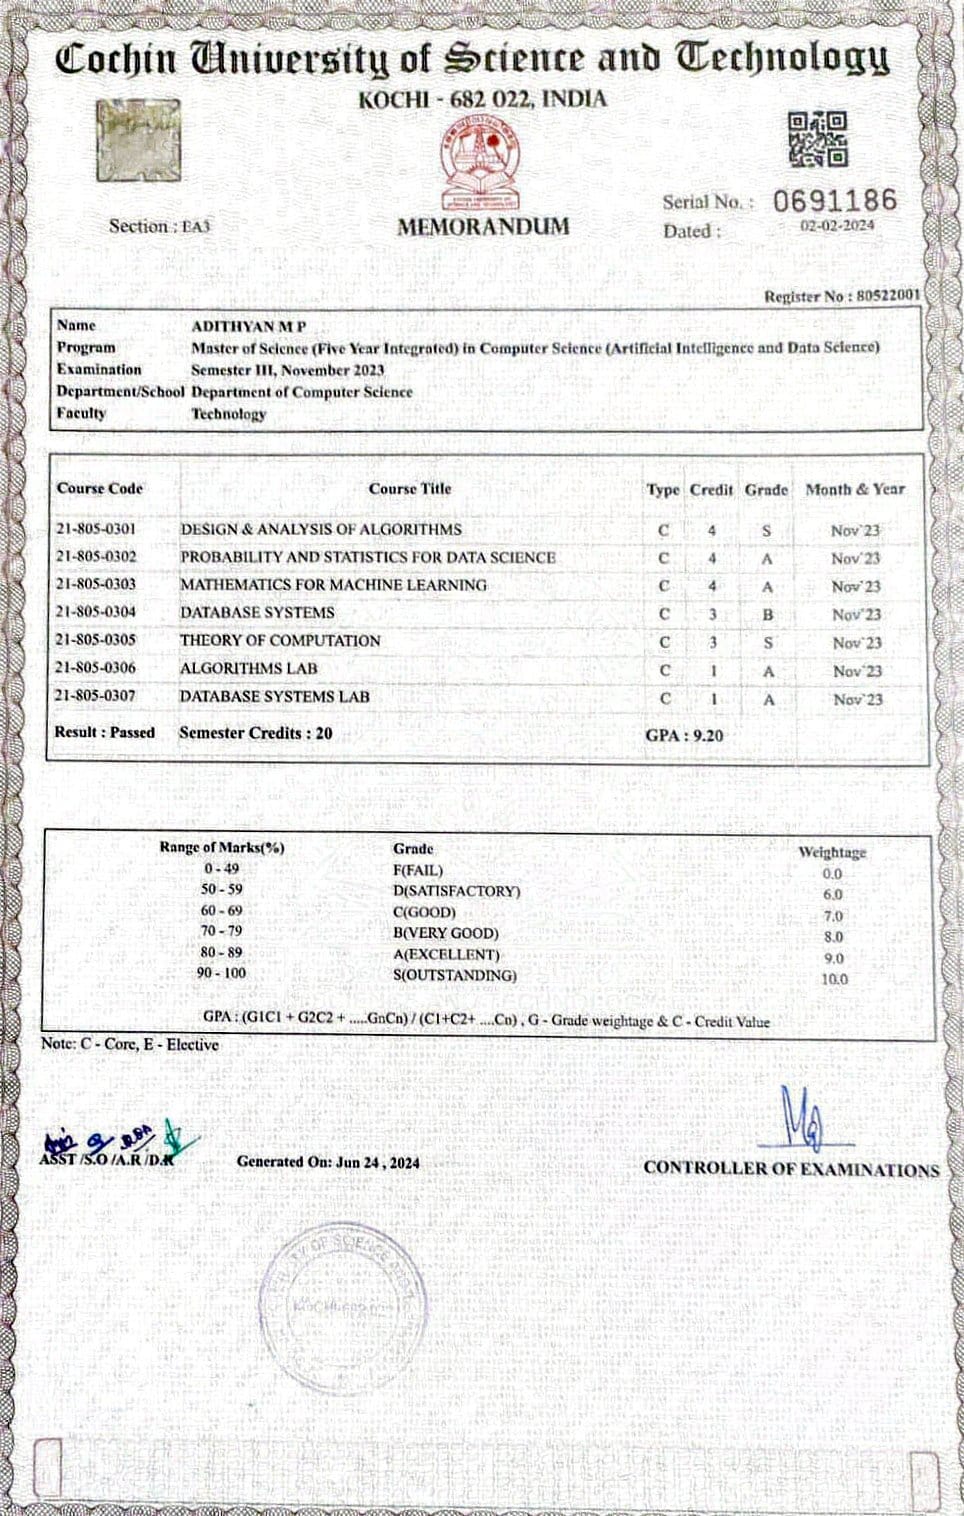 Cochin University of Science and Technology
KOCHI - 682 022, INDIA
Serial No. : 0691186
Section : EA3
MEMORANDUM
Dated : 02-02-2024
Register No : 80522001
Name ADITHYAN M P
Program Master of Science (Five Year Integrated) in Computer Science (Artificial Intelligence and Data Science)
Examination Semester III, November 2023
Department/School Department of Computer Science
Faculty Technology
Course Code Course Title Type Credit Grade Month & Year
21-805-0301 DESIGN & ANALYSIS OF ALGORITHMS C 4 S Nov'23
21-805-0302 PROBABILITY AND STATISTICS FOR DATA SCIENCE C 4 A Nov'23
21-805-0303 MATHEMATICS FOR MACHINE LEARNING C 4 A Nov'23
21-805-0304 DATABASE SYSTEMS C 3 B Nov'23
21-805-0305 THEORY OF COMPUTATION C 3 S Nov'23
21-805-0306 ALGORITHMS LAB C 1 A Nov'23
21-805-0307 DATABASE SYSTEMS LAB C 1 A Nov'23
Result : Passed Semester Credits : 20 GPA : 9.20
Range of Marks(%) Grade Weightage
0 - 49 F(FAIL) 0.0
50 - 59 D(SATISFACTORY) 6.0
60 - 69 C(GOOD) 7.0
70 - 79 B(VERY GOOD) 8.0
80 - 89 A(EXCELLENT) 9.0
90 - 100 S(OUTSTANDING) 10.0
GPA : (G1C1 + G2C2 + .....GnCn) / (C1+C2+ ....Cn) , G - Grade weightage & C - Credit Value
Note: C - Core, E - Elective
ASST /S.O /A.R /D.R
Generated On: Jun 24 , 2024
CONTROLLER OF EXAMINATIONS
OF SCIENCE